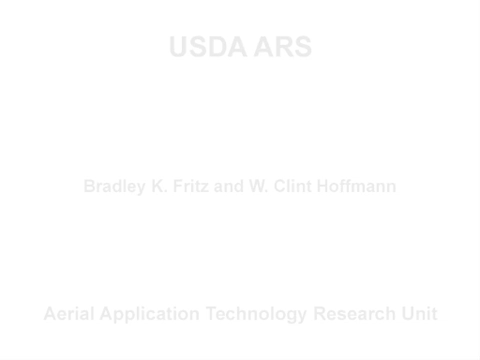 USDA ARS
Bradley K. Fritz and W. Clint Hoffmann
Aerial Application Technology Research Unit